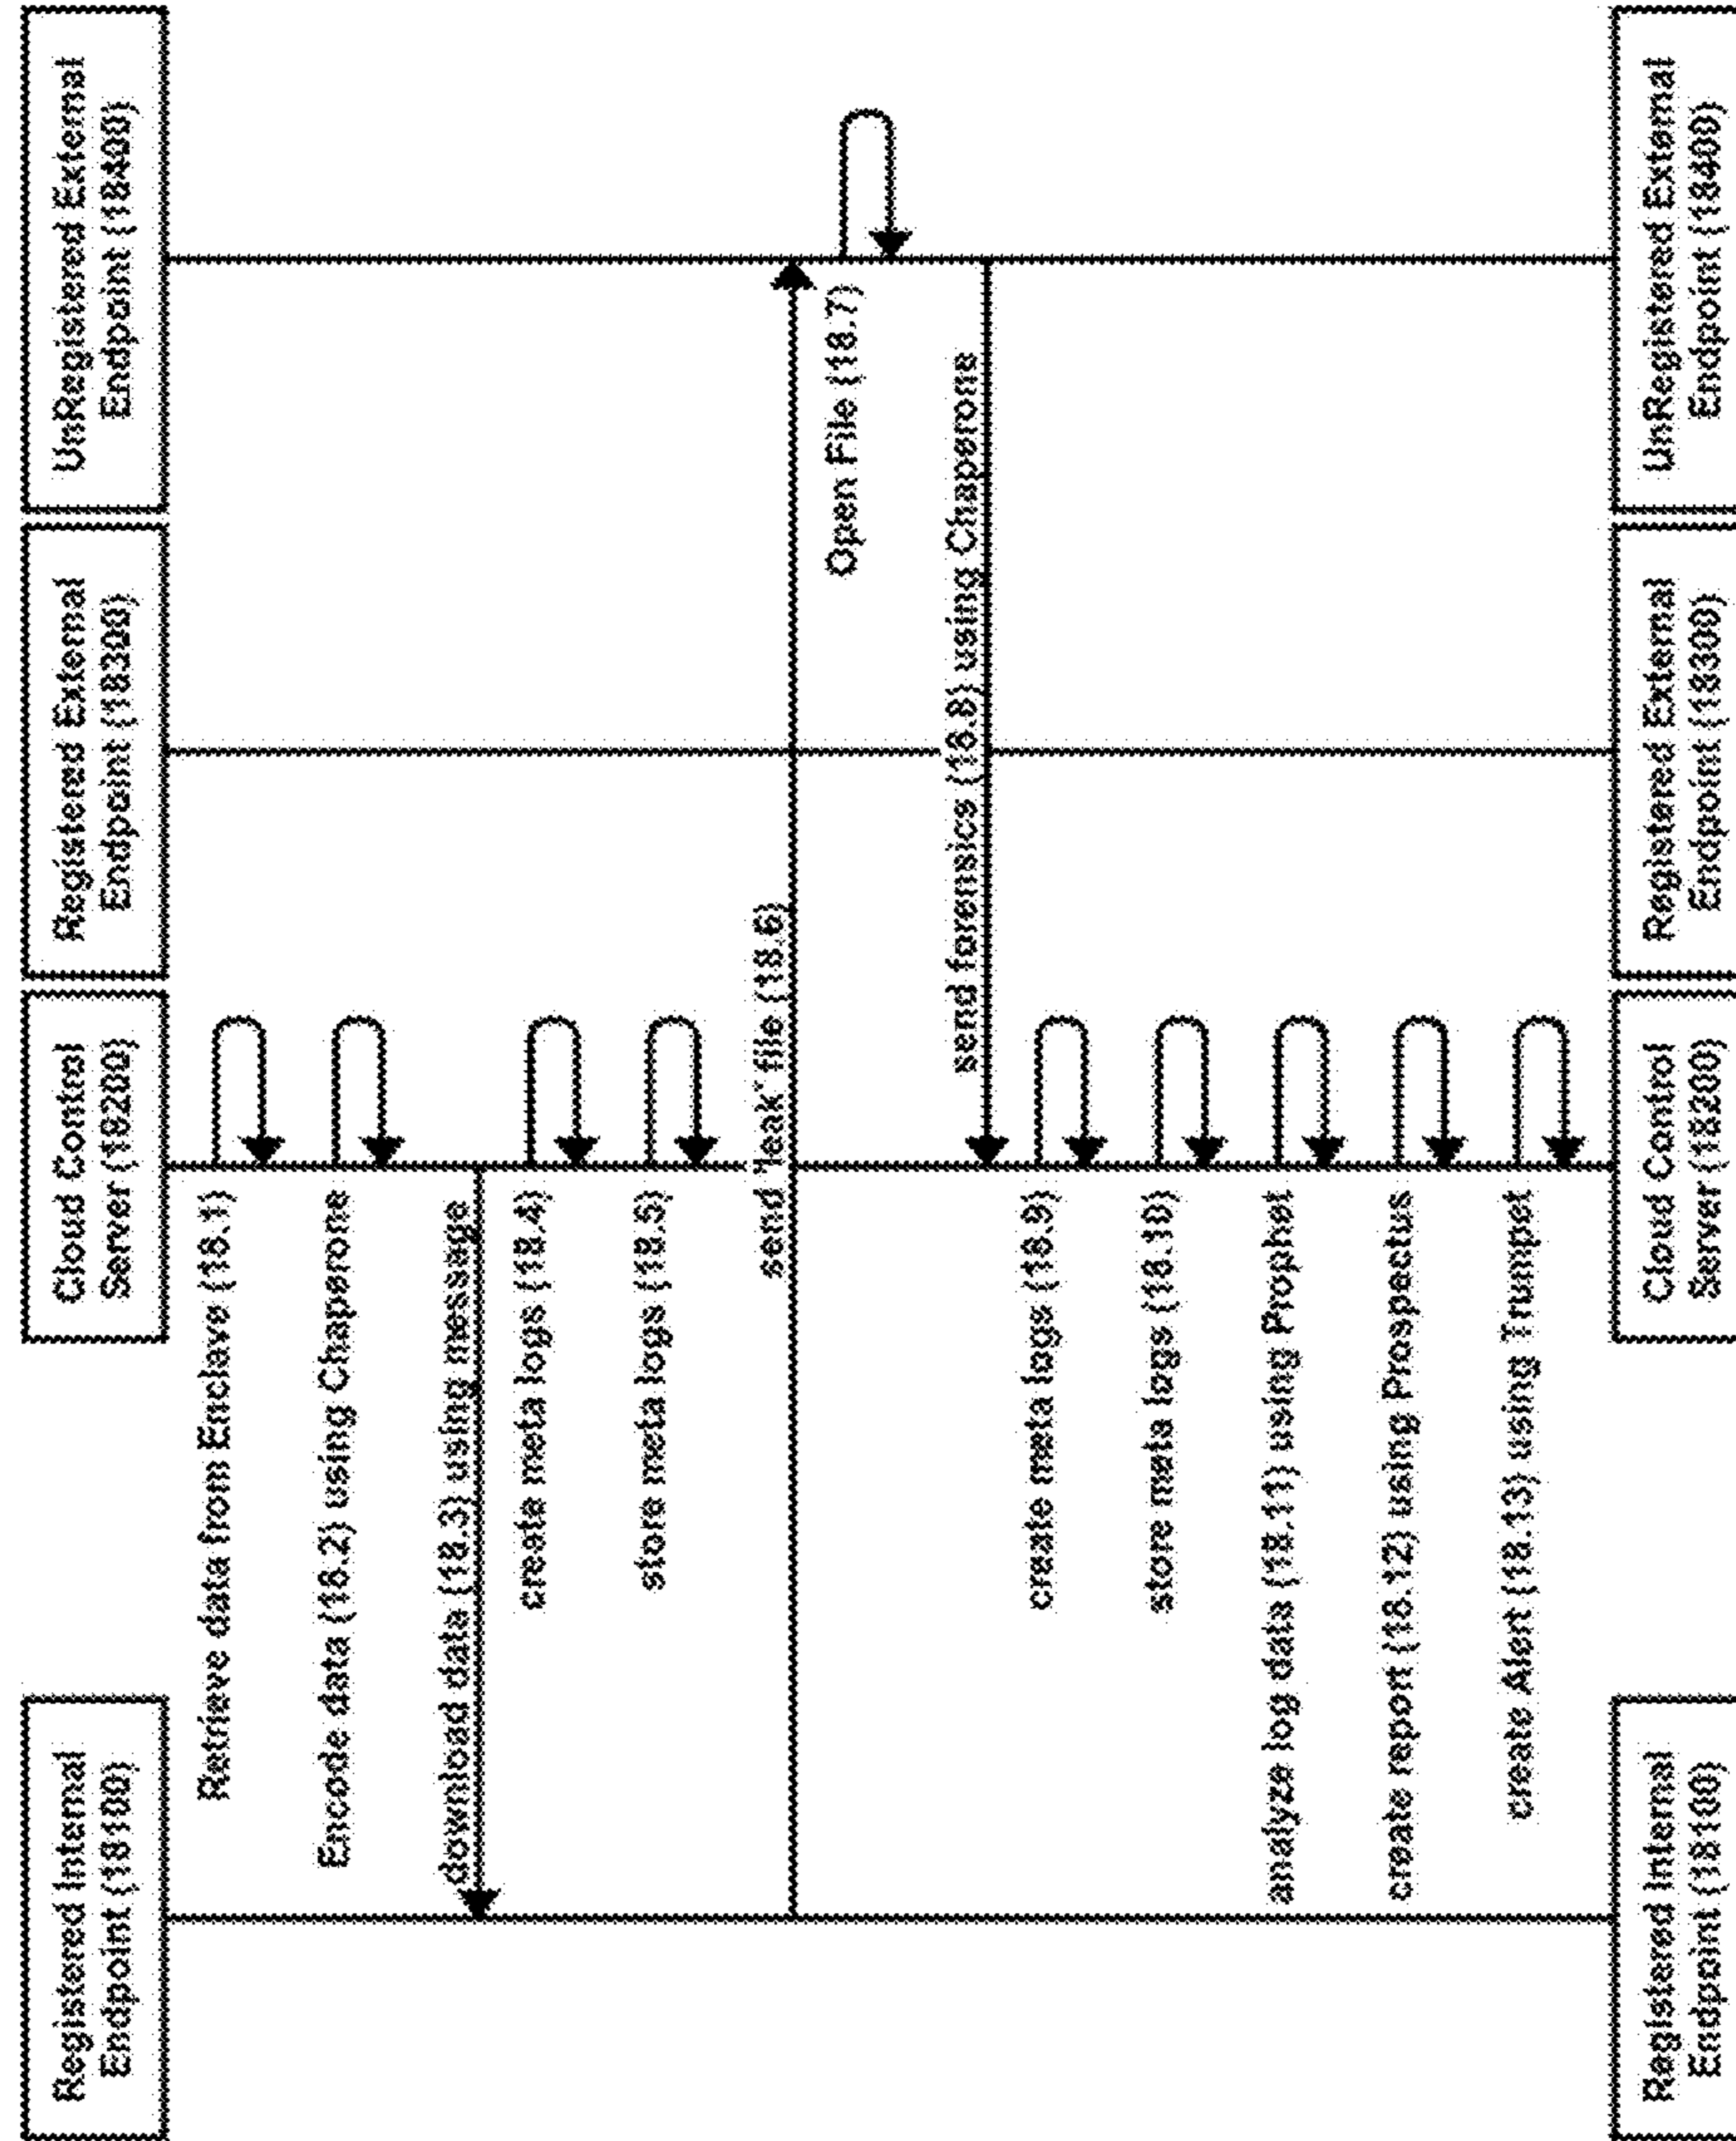 Registered Internal
Endpoint (18100)
Cloud Control
Server (18200)
Registered External
Endpoint (18300)
UnRegistered External
Endpoint (18400)
Retrieve data from Enclave (18.1)
Encode data (18.2) using Chaperone
download data (18.3) using message
create meta logs (18.4)
store meta logs (18.5)
send "leak" file (18.6)
Open File (18.7)
send forensics (18.8) using Chaperone
create meta logs (18.9)
store meta logs (18.10)
analyze log data (18.11) using Prophet
create report (18.12) using Prospectus
create Alert (18.13) using Trumpet
Registered Internal
Endpoint (18100)
Cloud Control
Server (18200)
Registered External
Endpoint (18300)
UnRegistered External
Endpoint (18400)